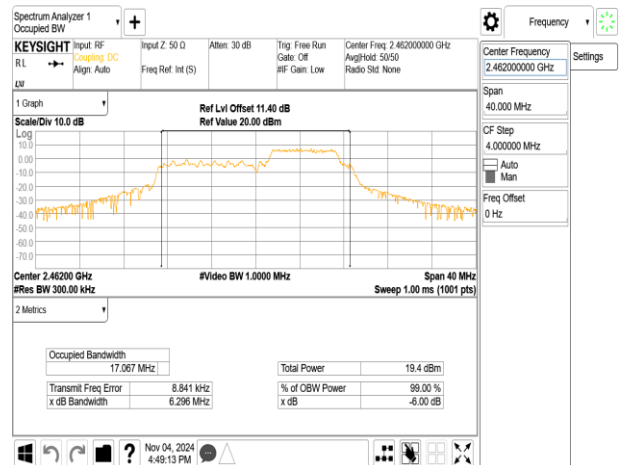 Spectrum Analyzer 1
Occupied BW
Frequency
KEYSIGHT
Input: RF
Input Z: 50 Ω
Atten: 30 dB
Trig: Free Run
Center Freq: 2.462000000 GHz
RL
Coupling: DC
Gate: Off
Avg|Hold: 50/50
Align: Auto
Freq Ref: Int (S)
#IF Gain: Low
Radio Std: None
LXI
Center Frequency
2.462000000 GHz
Settings
Span
40.000 MHz
CF Step
4.000000 MHz
Auto
Man
Freq Offset
0 Hz
1 Graph
Ref Lvl Offset 11.40 dB
Scale/Div 10.0 dB
Ref Value 20.00 dBm
Log
10.0
0.00
-10.0
-20.0
-30.0
-40.0
-50.0
-60.0
-70.0
Center 2.46200 GHz
#Video BW 1.0000 MHz
Span 40 MHz
#Res BW 300.00 kHz
Sweep 1.00 ms (1001 pts)
2 Metrics
Occupied Bandwidth
17.067 MHz
Total Power
19.4 dBm
Transmit Freq Error
8.841 kHz
% of OBW Power
99.00 %
x dB Bandwidth
6.296 MHz
x dB
-6.00 dB
Nov 04, 2024
4:49:13 PM